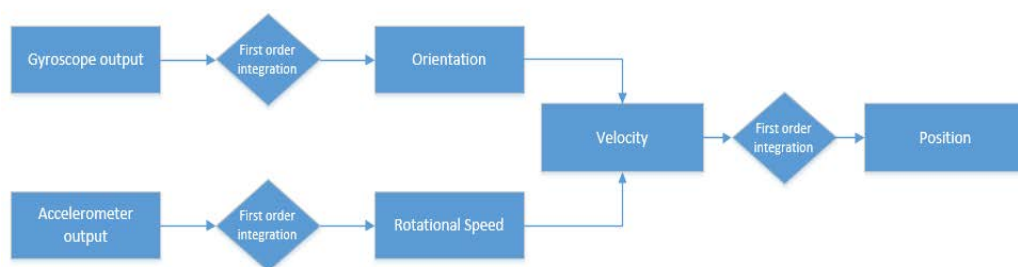 Gyroscope output
First order
integration
Orientation
Velocity
First order
integration
Position
Accelerometer
output
First order
integration
Rotational Speed